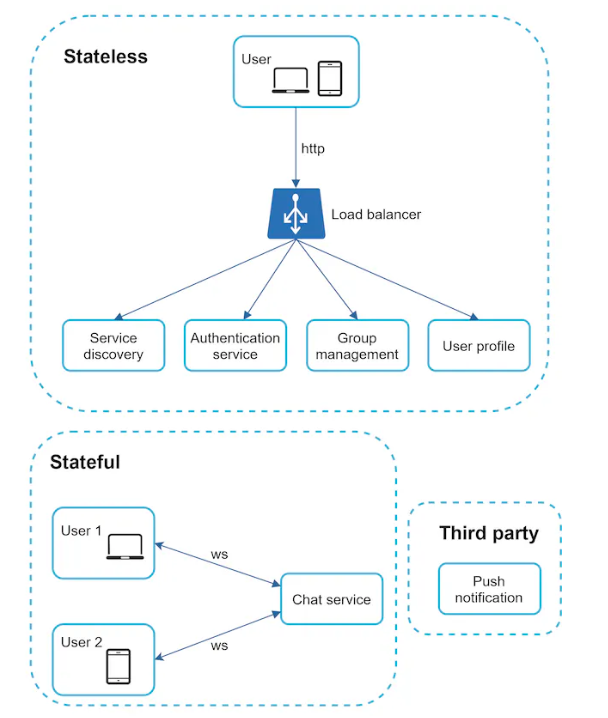 Stateless
User
http
Load balancer
Service
discovery
Authentication
service
Group
management
User profile
Stateful
User 1
ws
Chat service
User 2
ws
Third party
Push
notification